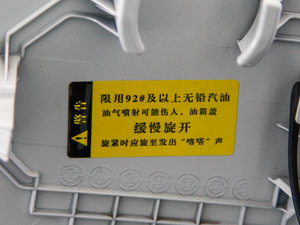 警告
限用92#及以上无铅汽油
油气喷射可能伤人，油箱盖
缓慢旋开
旋紧时应旋至发出“喀喀”声